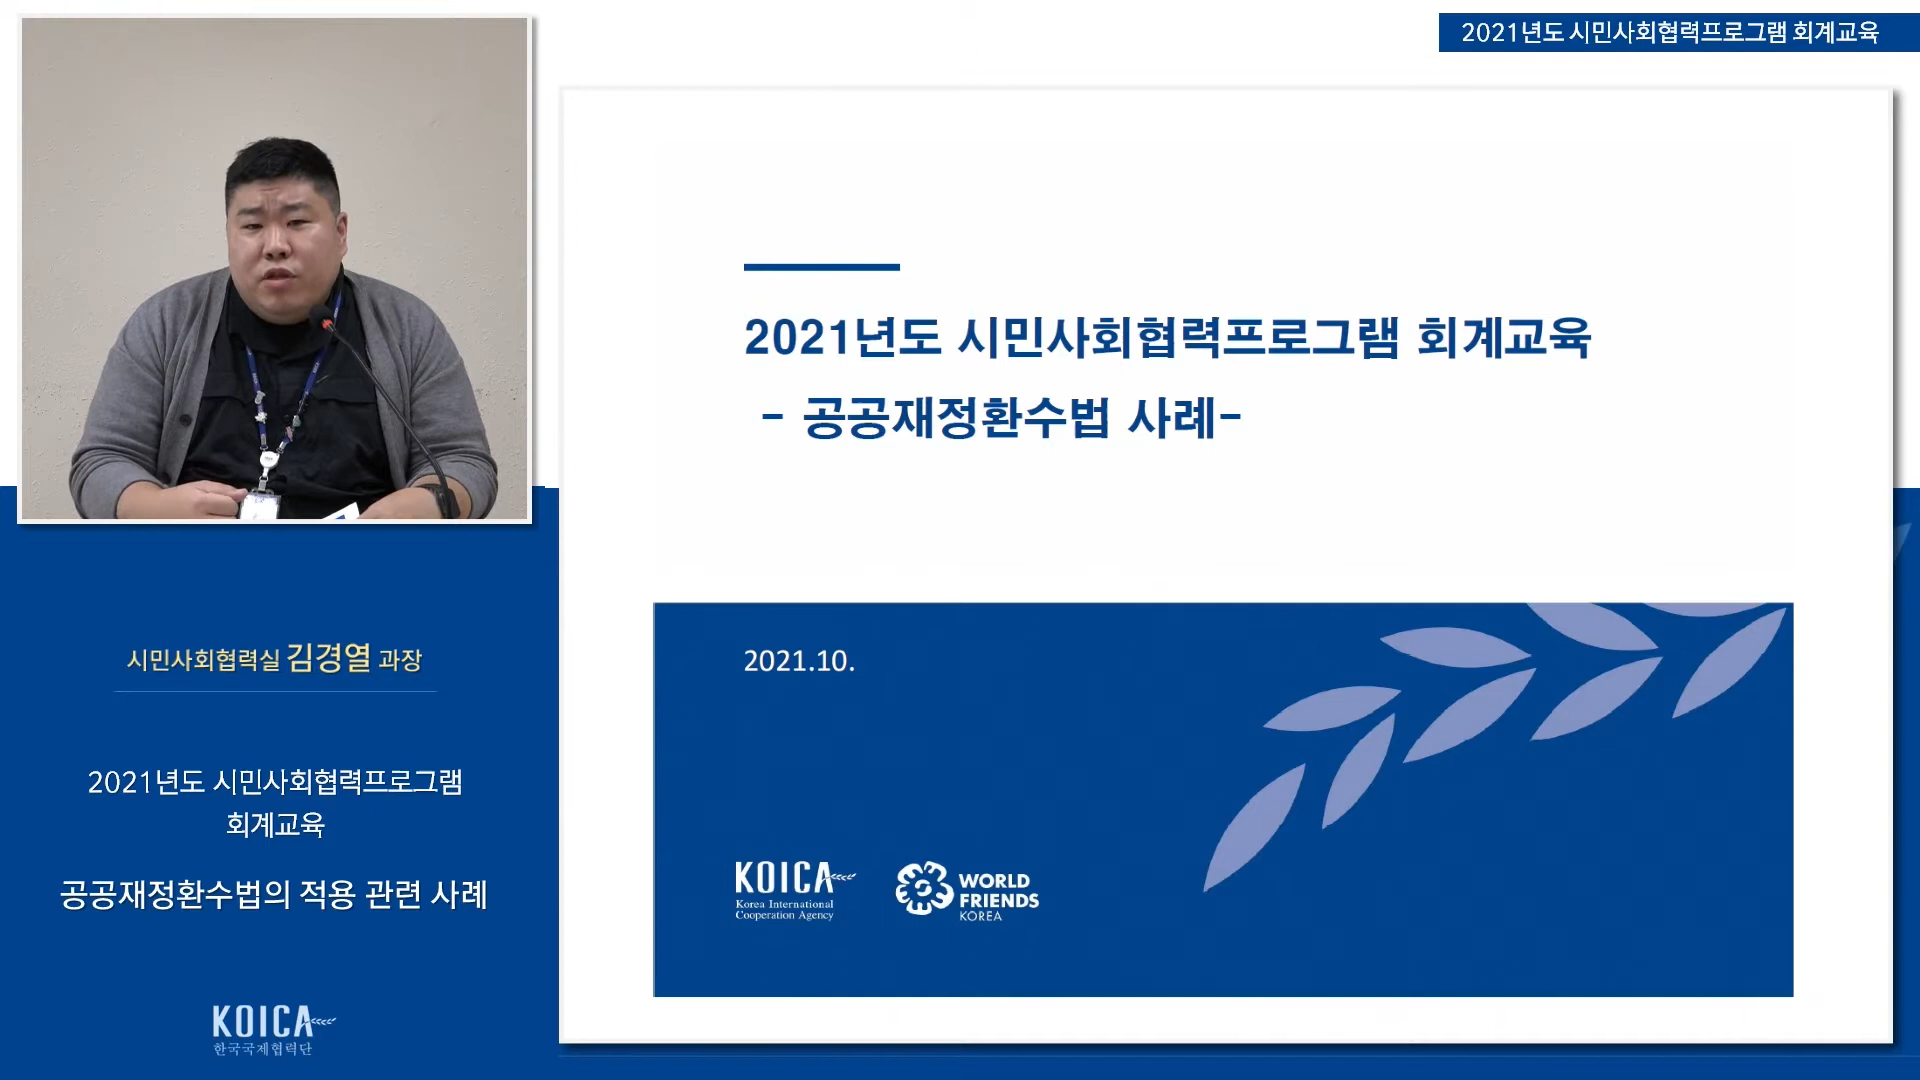 2021년도 시민사회협력프로그램 회계교육
2021년도 시민사회협력프로그램 회계교육
- 공공재정환수법 사례-
2021.10.
KOICA
Korea International
Cooperation Agency
WORLD
FRIENDS
KOREA
시민사회협력실 김경열 과장
2021년도 시민사회협력프로그램
회계교육
공공재정환수법의 적용 관련 사례
KOICA
한국국제협력단